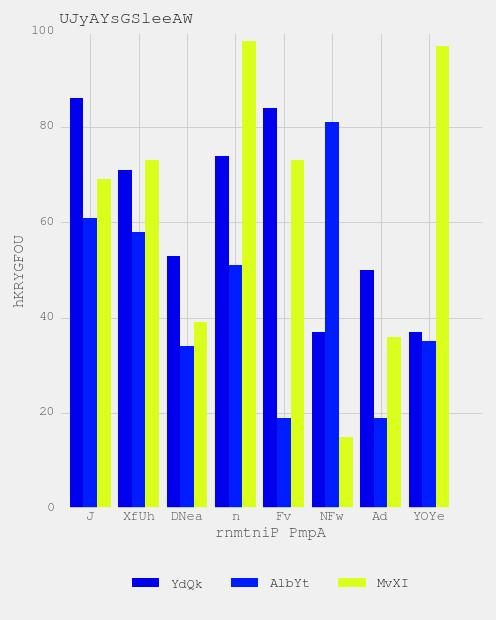 UJyAYsGSleeAW
100
80
60
40
20
0
hKRYGFOU
J XfUh DNea n Fv NFw Ad YOYe
rnmtniP PmpA
YdQk AlbYt MvXI